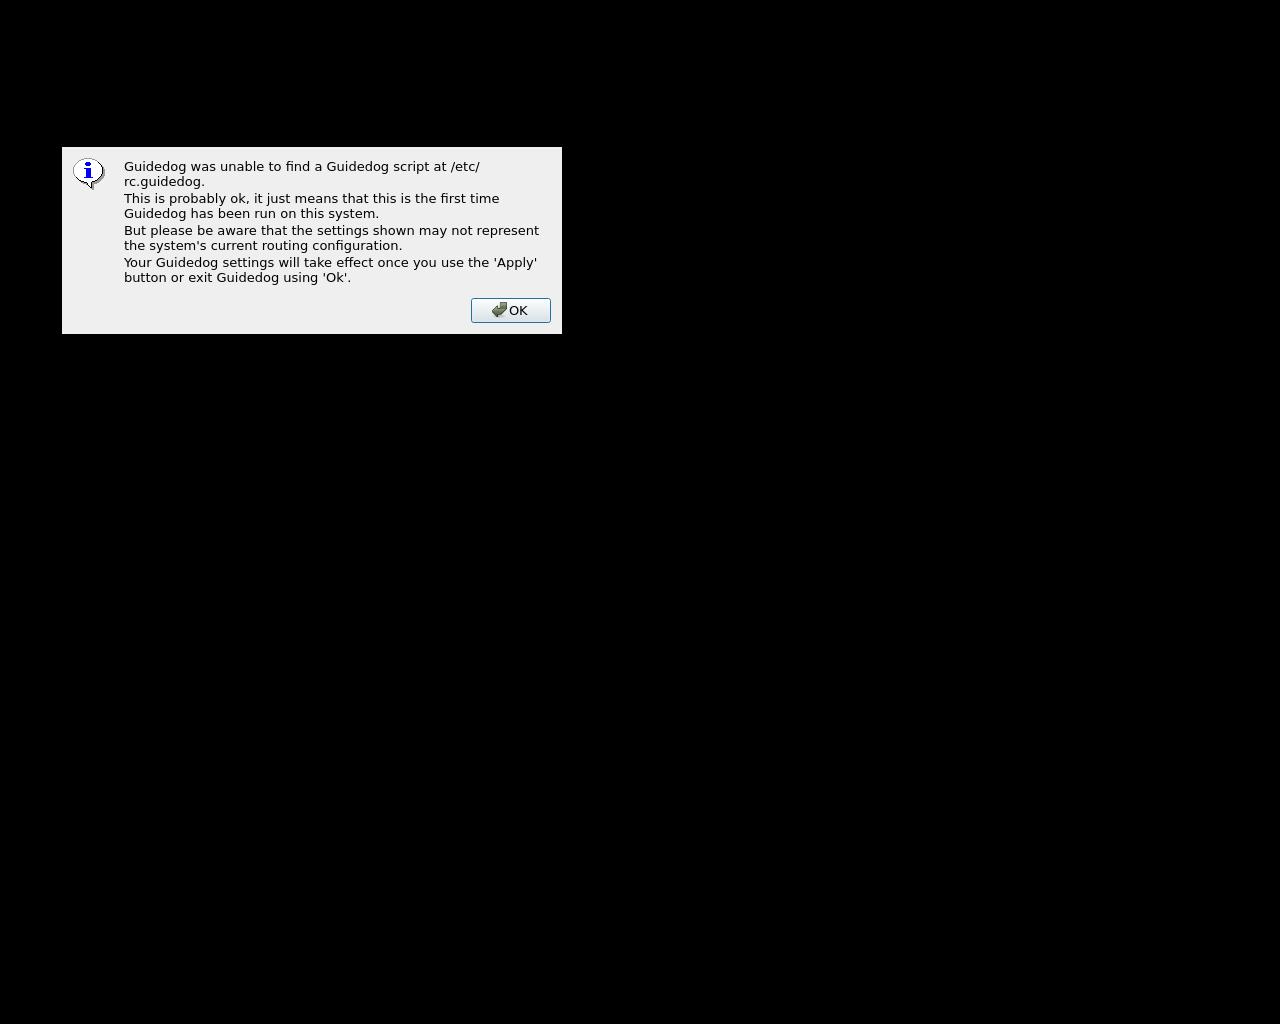 Guidedog was unable to find a Guidedog script at /etc/
rc.guidedog.
This is probably ok, it just means that this is the first time
Guidedog has been run on this system.
But please be aware that the settings shown may not represent
the system's current routing configuration.
Your Guidedog settings will take effect once you use the 'Apply'
button or exit Guidedog using 'Ok'.
OK